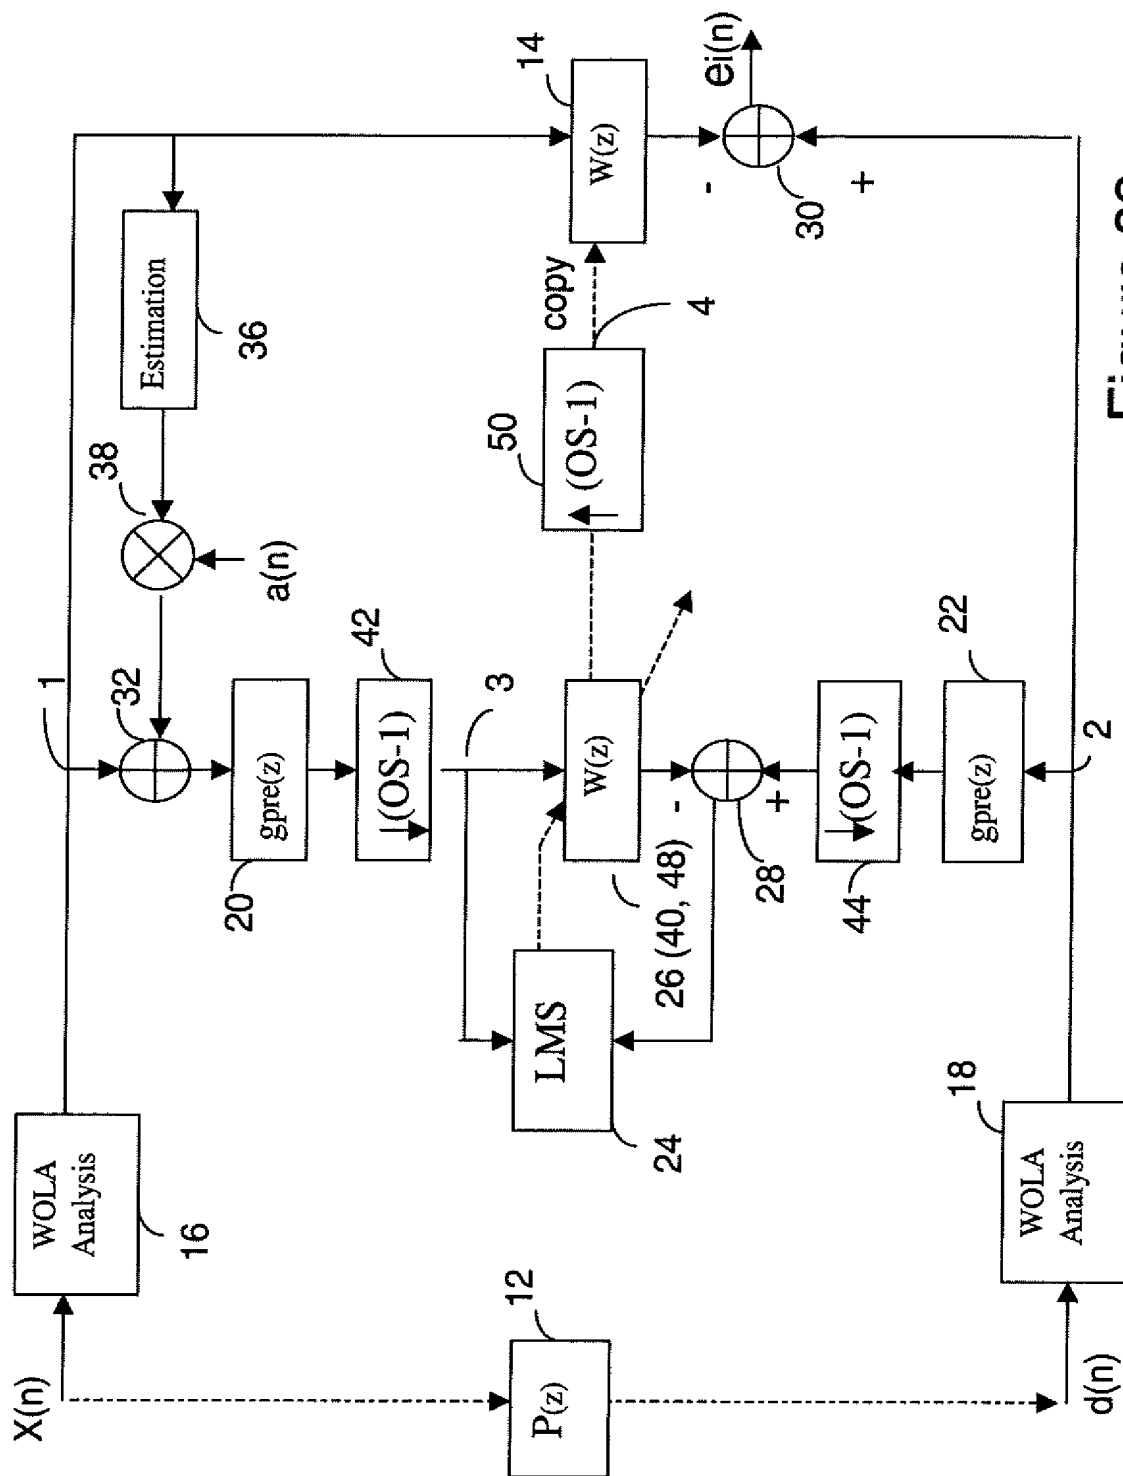 X(n)
WOLA
Analysis
16
1
32
38
a(n)
Estimation
36
14
W(z)
ei(n)
-
30
+
gpre(z)
20
42
↓(OS-1)
3
LMS
24
W(z)
26 (40, 48)
-
28
+
50
↑ (OS-1)
4
copy
↓(OS-1)
44
gpre(z)
22
2
12
P(z)
d(n)
18
WOLA
Analysis